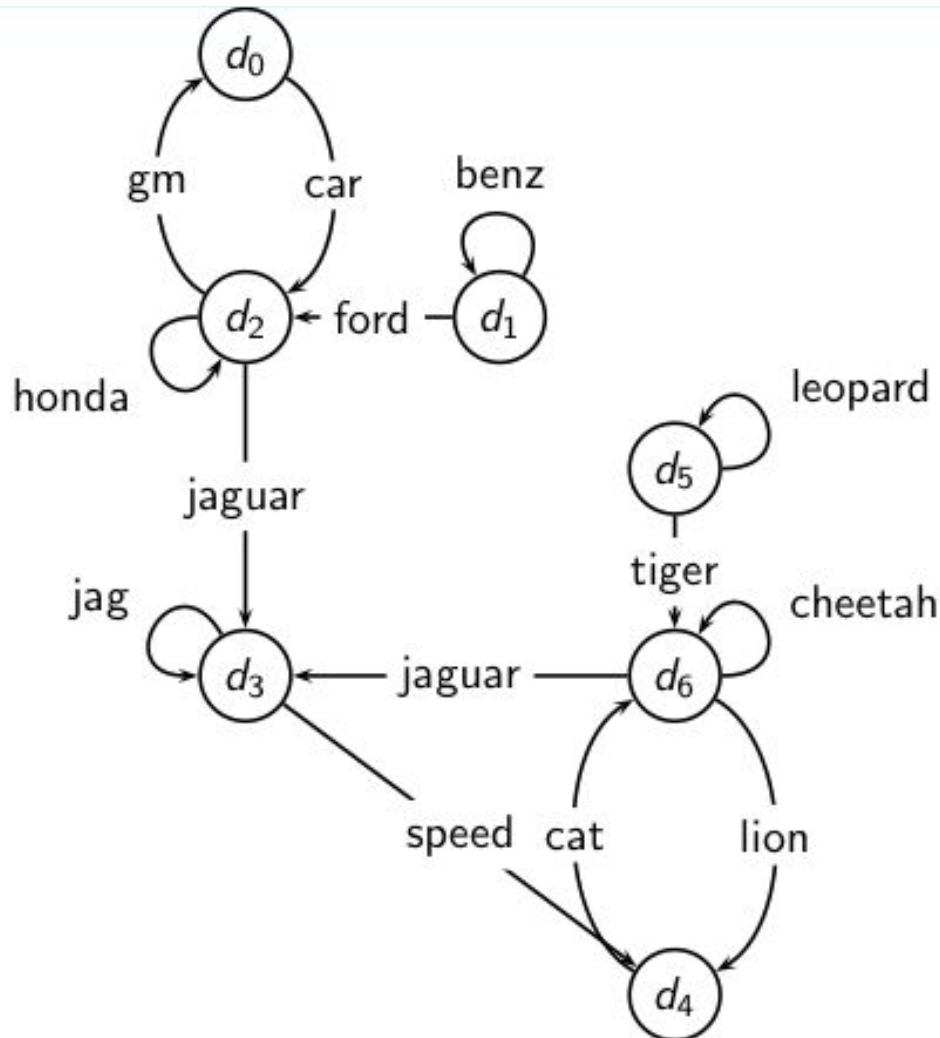 d₀
gm
car
benz
d₂
ford
d₁
honda
leopard
d₅
jaguar
tiger
jag
cheetah
d₃
jaguar
d₆
speed
cat
lion
d₄